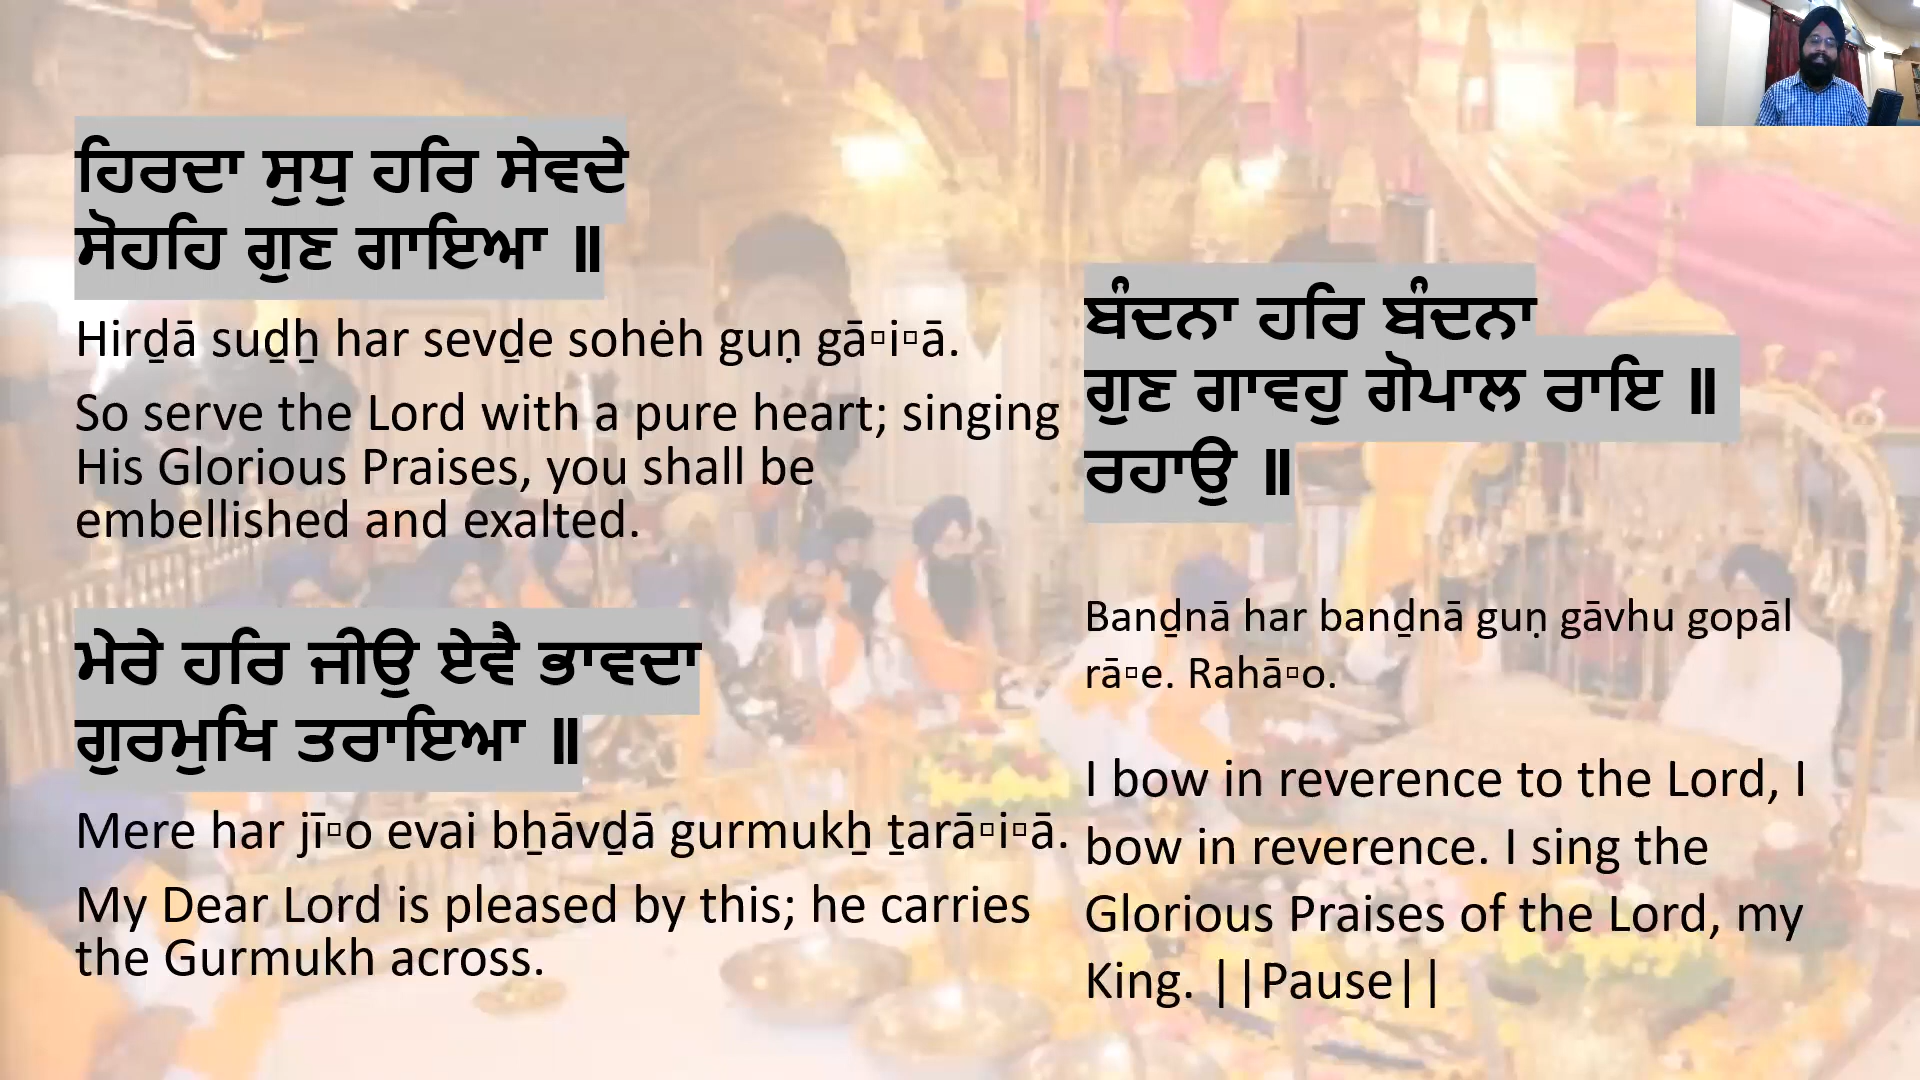 ਹਿਰਦਾ ਸੁਧੁ ਹਰਿ ਸੇਵਦੇ
ਸੋਹਹਿ ਗੁਣ ਗਾਇਆ ॥
Hirḏā suḏẖ har sevḏe sohėh guṇ gā▫i▫ā.
So serve the Lord with a pure heart; singing
His Glorious Praises, you shall be
embellished and exalted.
ਮੇਰੇ ਹਰਿ ਜੀਉ ਏਵੈ ਭਾਵਦਾ
ਗੁਰਮੁਖਿ ਤਰਾਇਆ ॥
Mere har jī▫o evai bẖāvḏā gurmukẖ ṯarā▫i▫ā.
My Dear Lord is pleased by this; he carries
the Gurmukh across.
ਬੰਦਨਾ ਹਰਿ ਬੰਦਨਾ
ਗੁਣ ਗਾਵਹੁ ਗੋਪਾਲ ਰਾਇ ॥
ਰਹਾਉ ॥
Banḏnā har banḏnā guṇ gāvhu gopāl
rā▫e. Rahā▫o.
I bow in reverence to the Lord, I
bow in reverence. I sing the
Glorious Praises of the Lord, my
King. ||Pause||